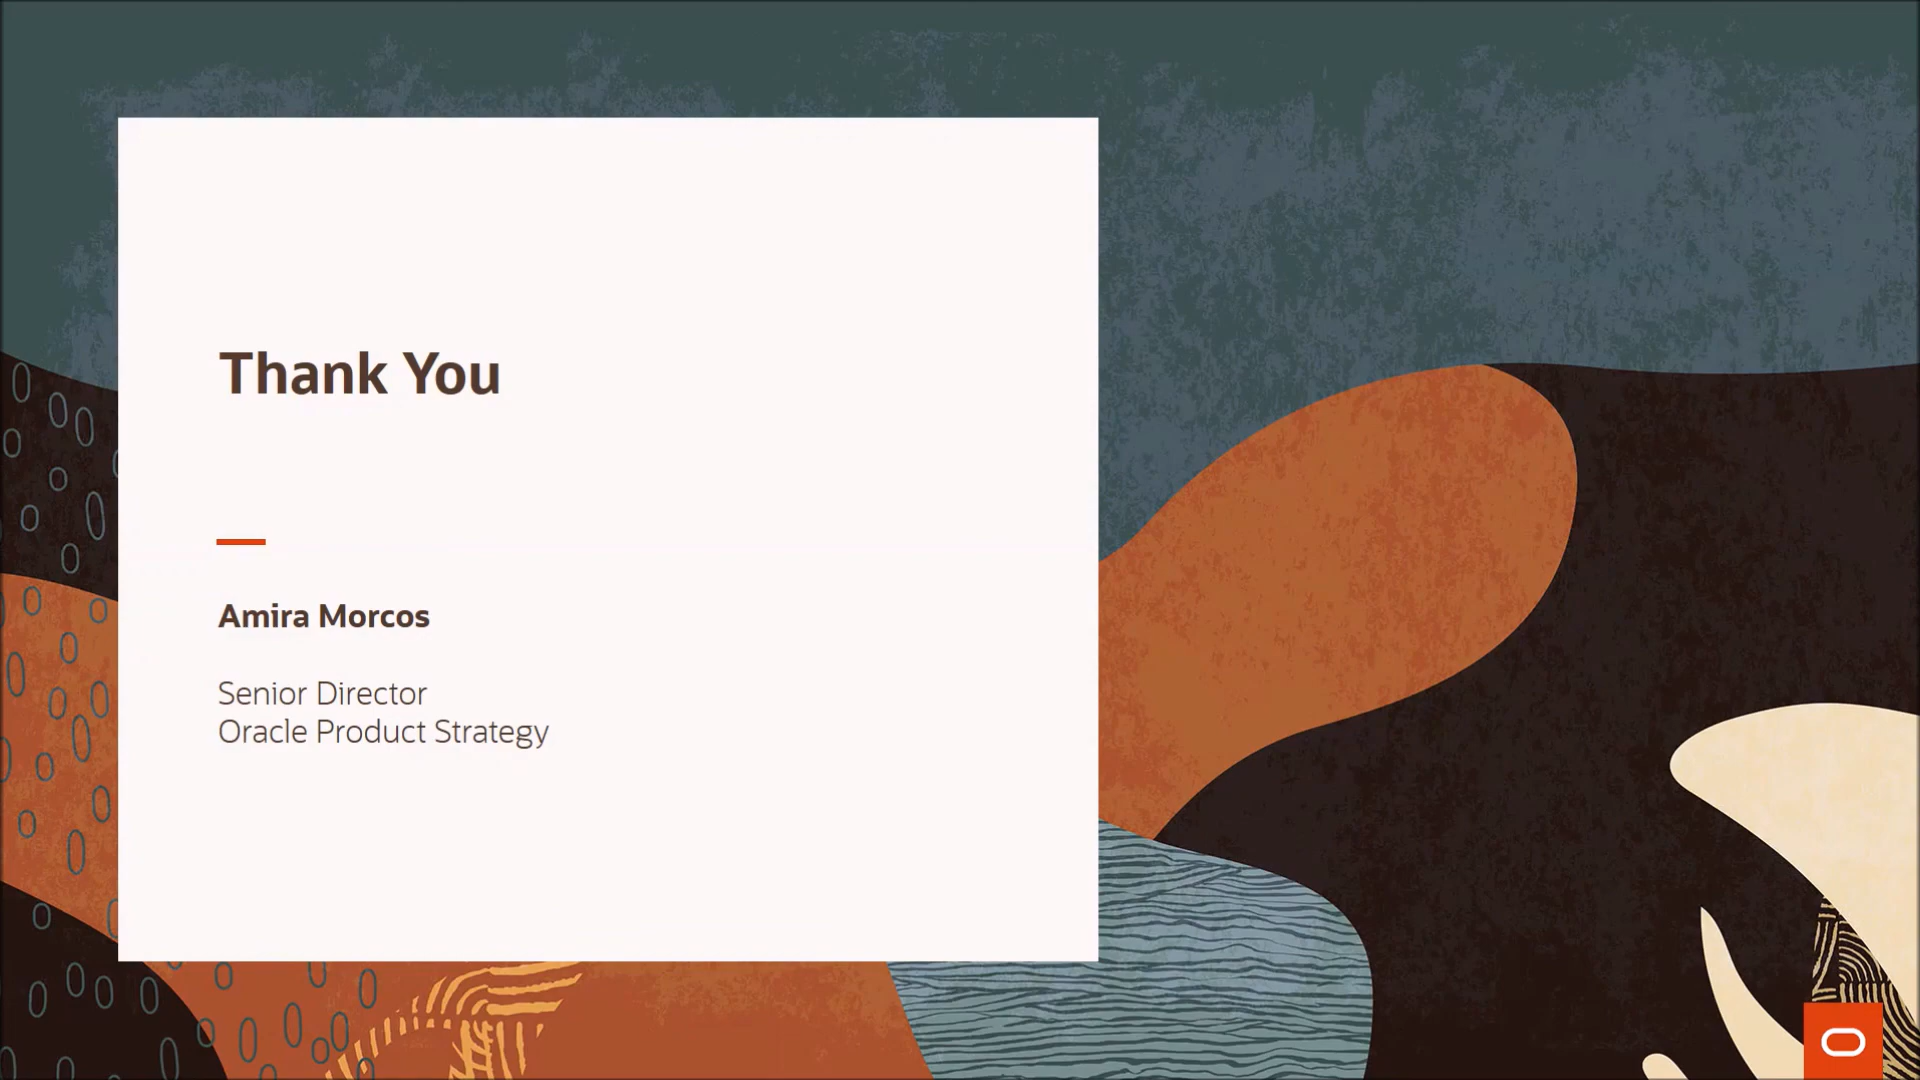 Thank You
Amira Morcos
Senior Director
Oracle Product Strategy